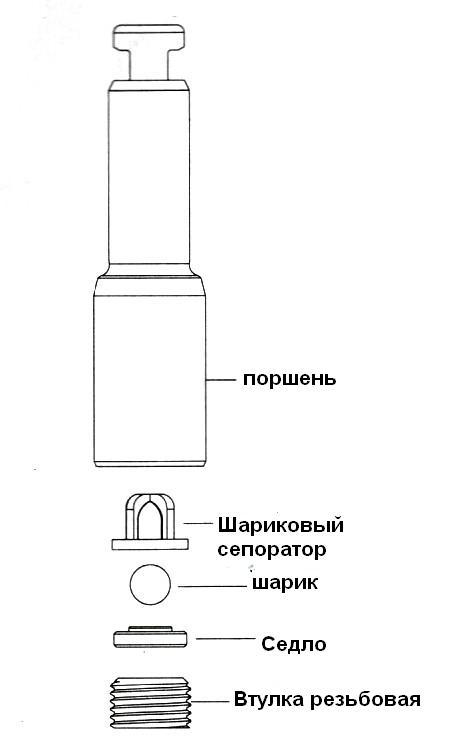 поршень
Шариковый
сепоратор
шарик
Седло
Втулка резьбовая